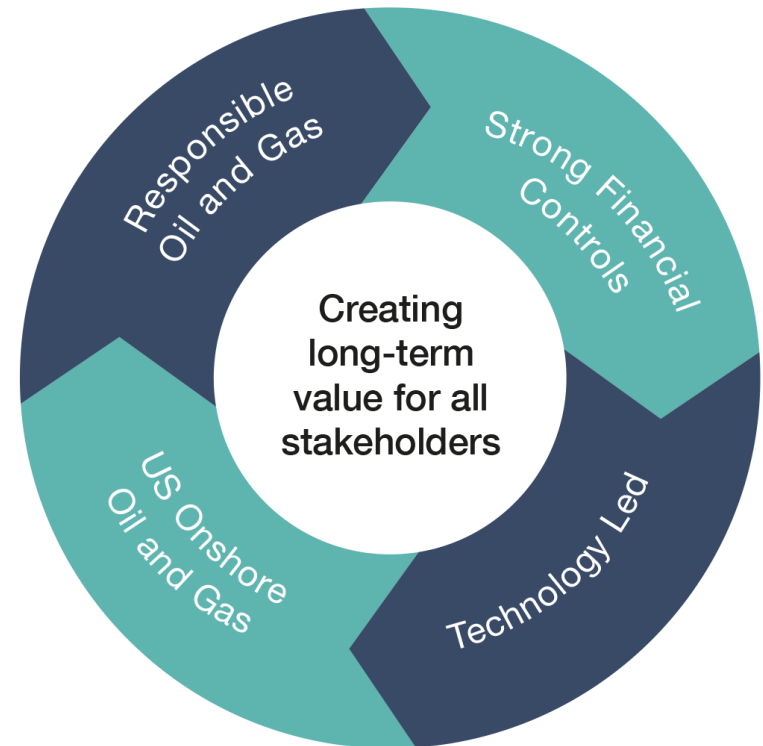 Responsible
Oil and Gas
Strong Financial
Controls
Creating
long-term
value for all
stakeholders
US Onshore
Oil and Gas
Technology Led